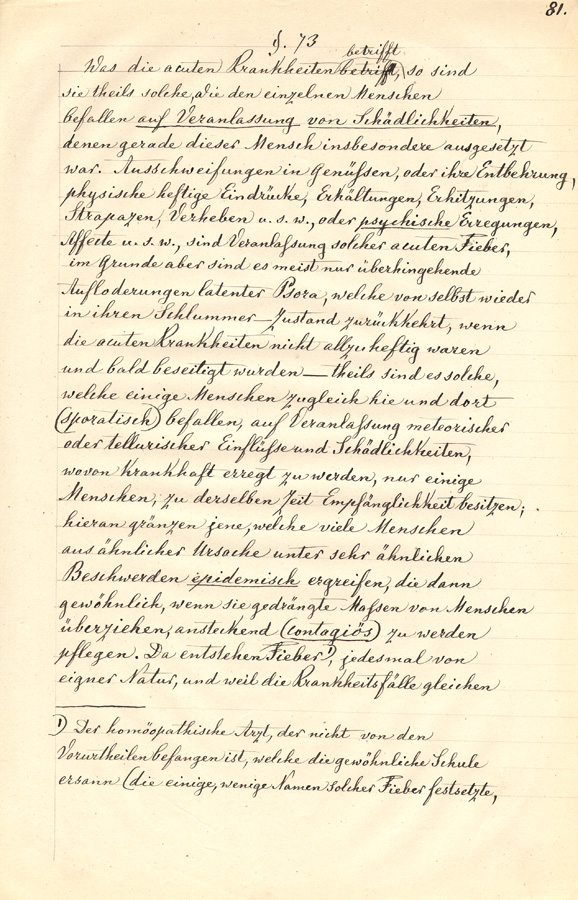 81.
§. 73
betrifft
Was die acuten Krankheiten betrifft, so sind
sie theils solche, die den einzelnen Menschen
befallen auf Veranlassung von Schädlichkeiten,
denen gerade dieser Mensch insbesondere ausgesetzt
war. Ausschweifungen in Genüssen, oder ihre Entbehrung,
physische heftige Eindrücke, Erkältungen, Erhitzungen,
Strapazen, Verheben u. s. w., oder psychische Erregungen,
Affecte u. s. w., sind Veranlassung solcher acuten Fieber,
im Grunde aber sind es meist nur überhingehende
Aufloderungen latenter Psora, welche von selbst wieder
in ihren Schlummer-Zustand zurückkehrt, wenn
die acuten Krankheiten nicht allzuheftig waren
und bald beseitigt wurden — theils sind es solche,
welche einige Menschen zugleich hie und dort
(sporatisch) befallen, auf Veranlassung meteorischer
oder tellurischer Einflüsse und Schädlichkeiten,
wovon krankhaft erregt zu werden, nur einige
Menschen, zu derselben Zeit Empfänglichkeit besitzen;
hieran gränzen jene, welche viele Menschen
aus ähnlicher Ursache unter sehr ähnlichen
Beschwerden epidemisch ergreifen, die dann
gewöhnlich, wenn sie gedrängte Massen von Menschen
überziehen, ansteckend (contagiös) zu werden
pflegen. Da entstehen Fieber¹), jedesmal von
eigner Natur, und weil die Krankheitsfälle gleichen
¹) Der homöopathische Arzt, der nicht von den
Vorurtheilen befangen ist, welche die gewöhnliche Schule
ersann (die einige, wenige Namen solcher Fieber festsetzte,